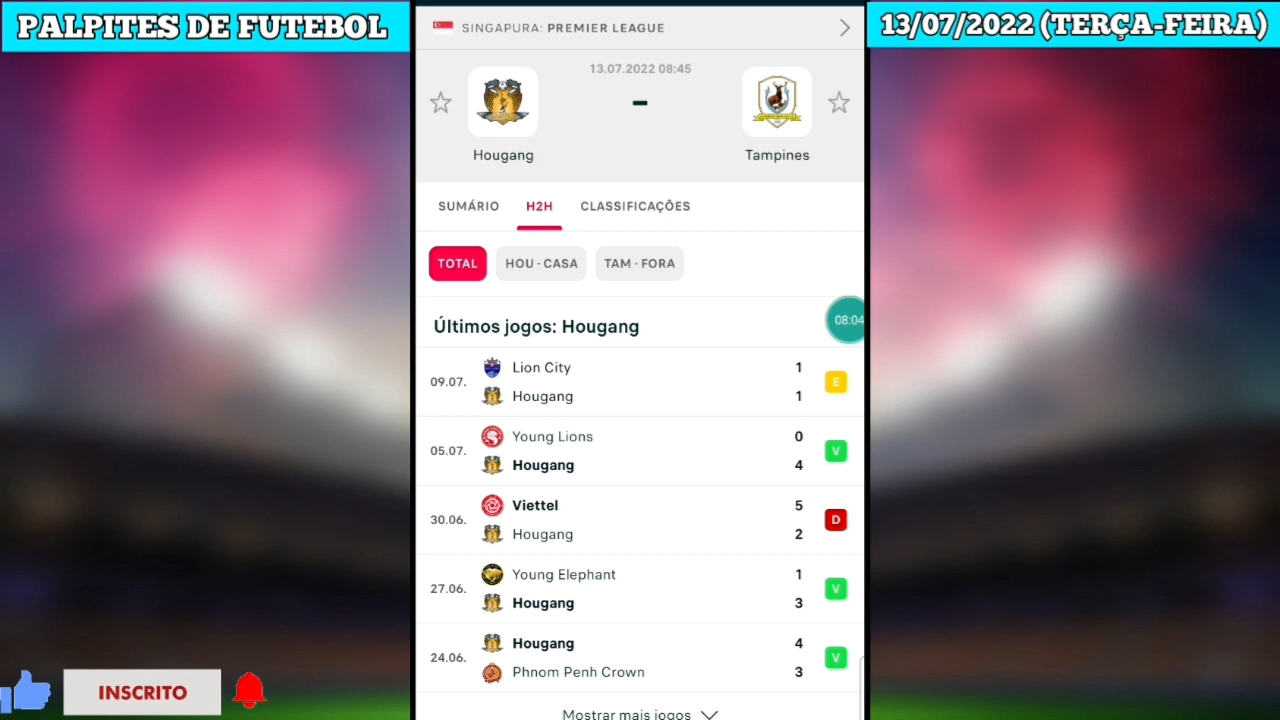 PALPITES DE FUTEBOL
13/07/2022 (TERÇA-FEIRA)
SINGAPURA: PREMIER LEAGUE
13.07.2022 08:45
-
Hougang
Tampines
SUMÁRIO H2H CLASSIFICAÇÕES
TOTAL HOU - CASA TAM - FORA
08:04
Últimos jogos: Hougang
09.07. Lion City 1
Hougang 1 E
05.07. Young Lions 0
Hougang 4 V
30.06. Viettel 5
Hougang 2 D
27.06. Young Elephant 1
Hougang 3 V
24.06. Hougang 4
Phnom Penh Crown 3 V
Mostrar mais jogos
INSCRITO